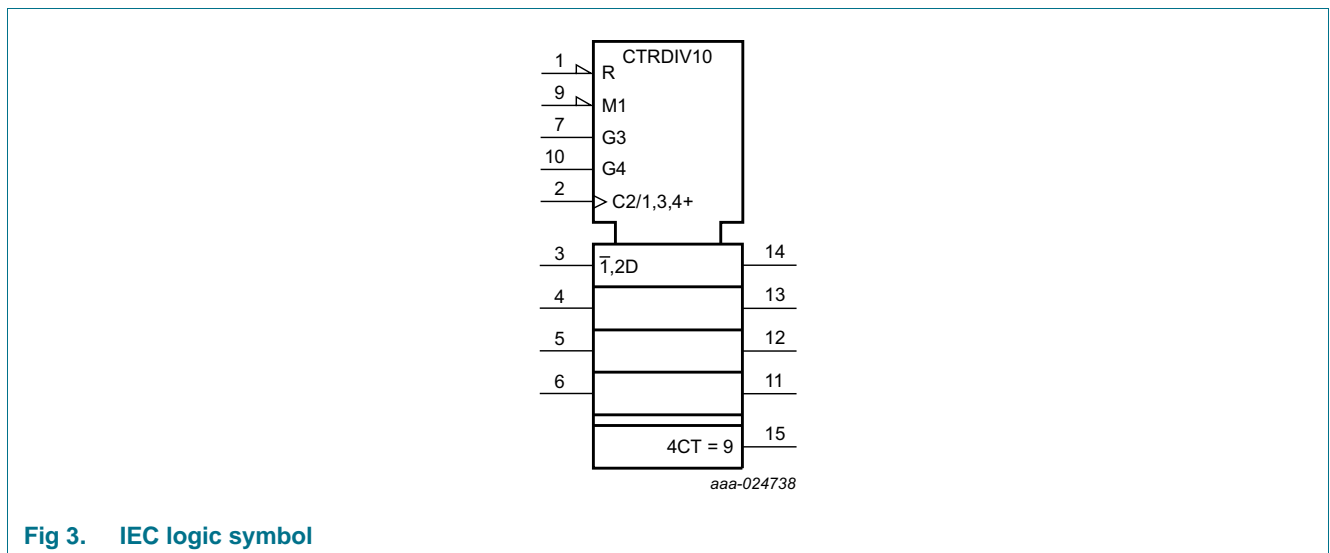 CTRDIV10
1 R
9 M1
7 G3
10 G4
2 C2/1,3,4+
3 1̅,2D 14
4 13
5 12
6 11
4CT = 9 15
aaa-024738
Fig 3. IEC logic symbol